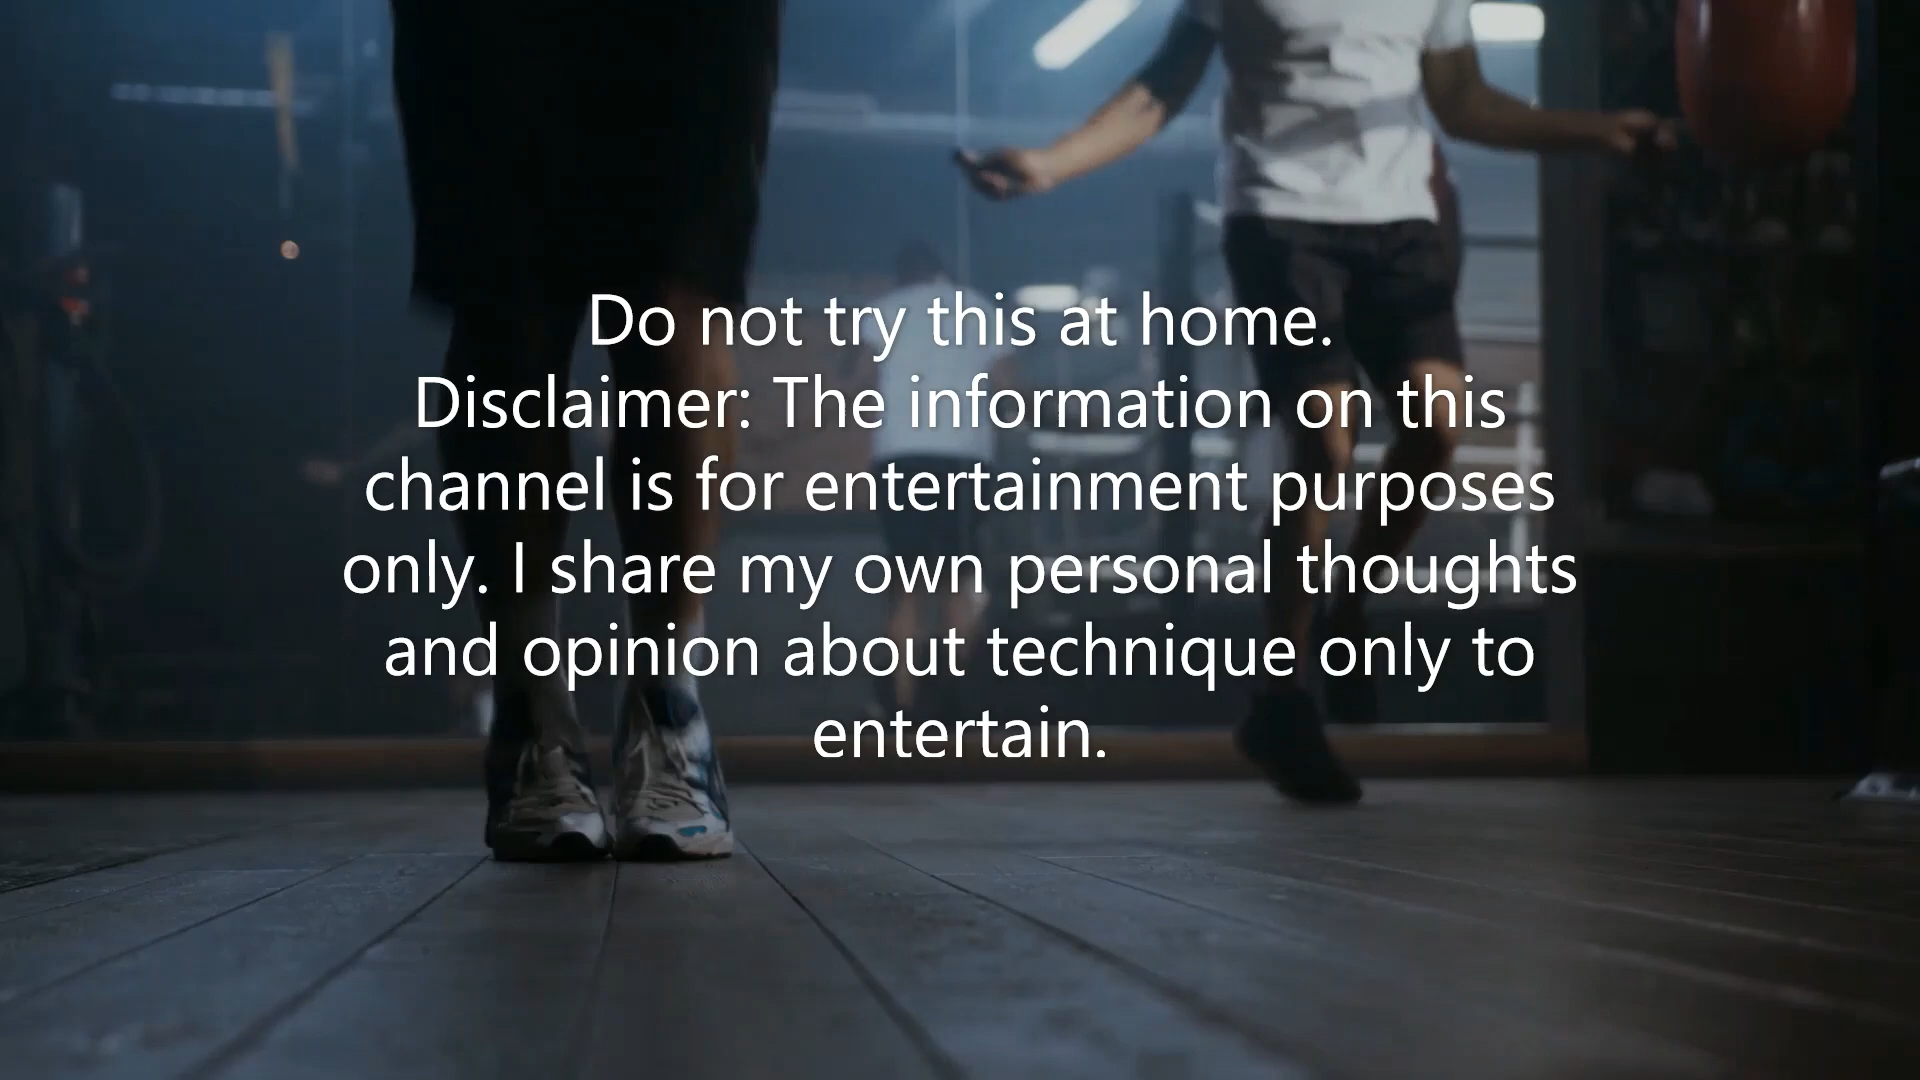 Do not try this at home.
Disclaimer: The information on this
channel is for entertainment purposes
only. I share my own personal thoughts
and opinion about technique only to
entertain.